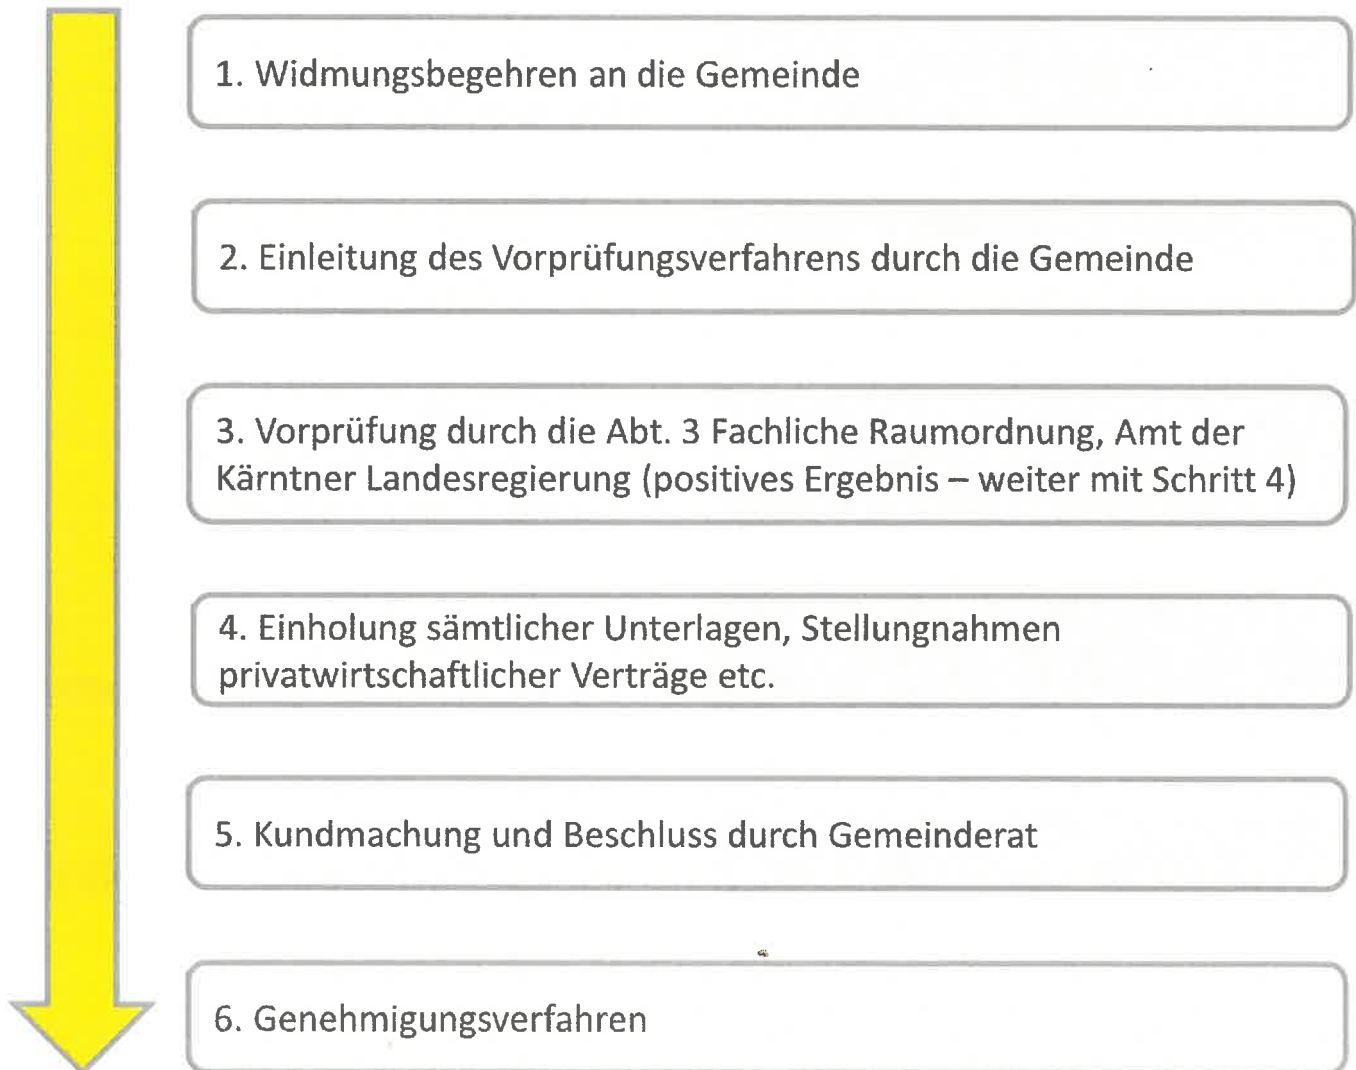 1. Widmungsbegehren an die Gemeinde
2. Einleitung des Vorprüfungsverfahrens durch die Gemeinde
3. Vorprüfung durch die Abt. 3 Fachliche Raumordnung, Amt der
Kärntner Landesregierung (positives Ergebnis – weiter mit Schritt 4)
4. Einholung sämtlicher Unterlagen, Stellungnahmen
privatwirtschaftlicher Verträge etc.
5. Kundmachung und Beschluss durch Gemeinderat
6. Genehmigungsverfahren